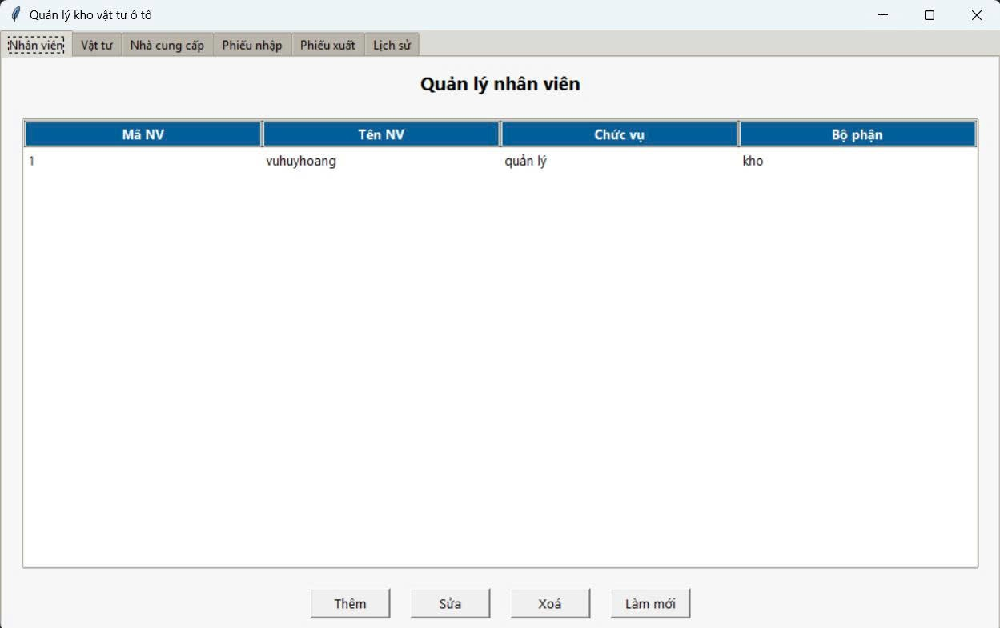 Quản lý kho vật tư ô tô
Nhân viên Vật tư Nhà cung cấp Phiếu nhập Phiếu xuất Lịch sử
Quản lý nhân viên
Mã NV Tên NV Chức vụ Bộ phận
1 vuhuyhoang quản lý kho
Thêm Sửa Xoá Làm mới